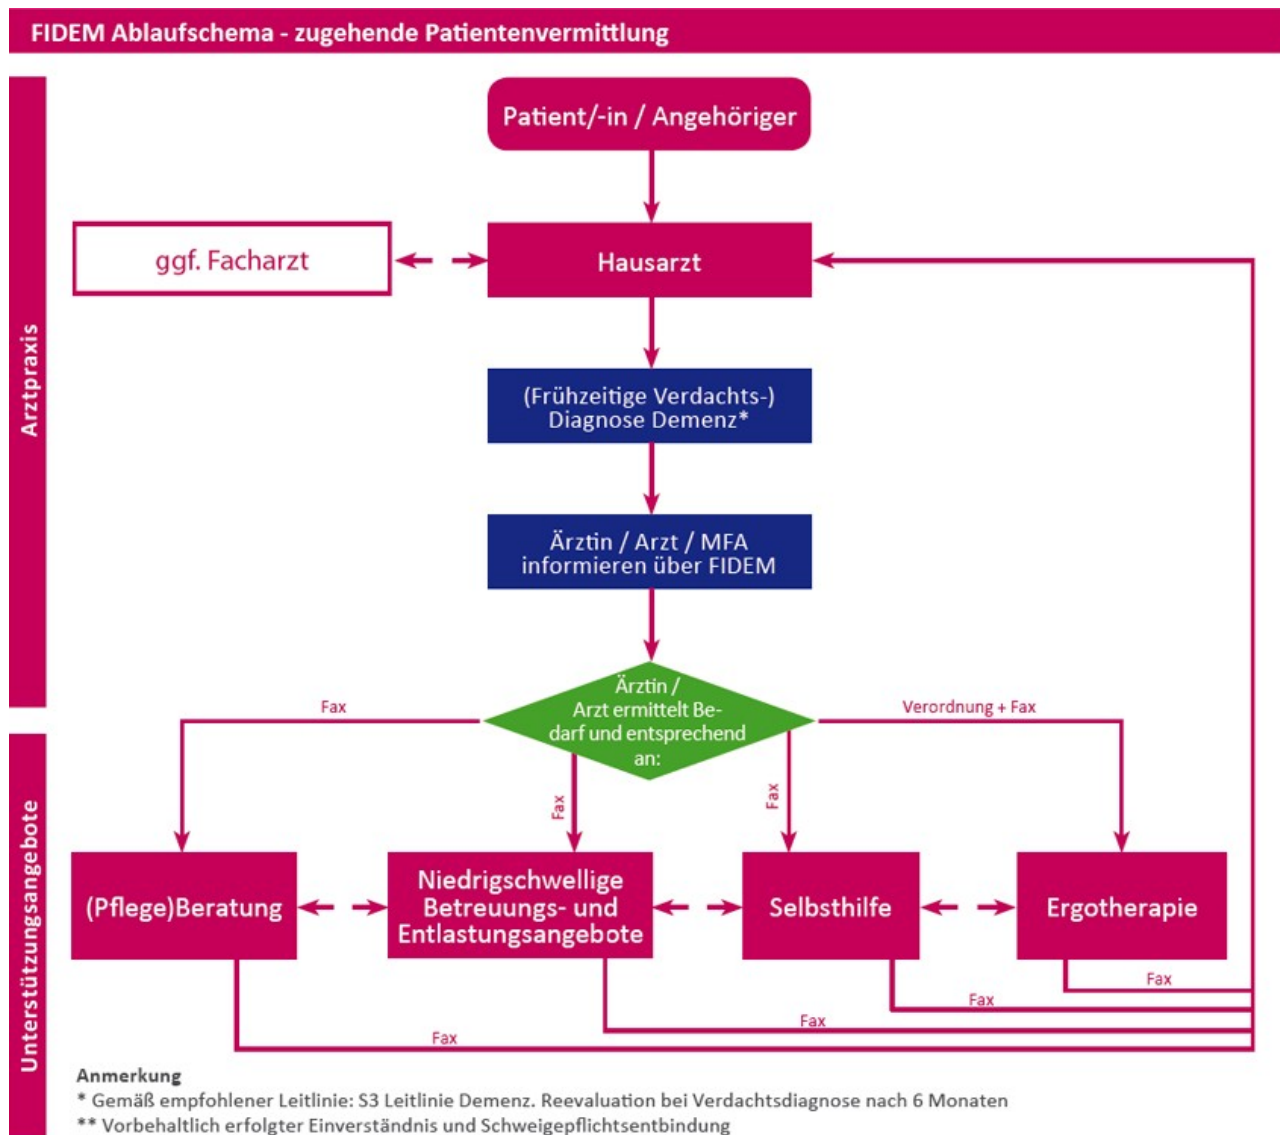 FIDEM Ablaufschema - zugehende Patientenvermittlung
Arztpraxis
Patient/-in / Angehöriger
ggf. Facharzt
Hausarzt
(Frühzeitige Verdachts-)
Diagnose Demenz*
Ärztin / Arzt / MFA
informieren über FIDEM
Ärztin /
Arzt ermittelt Be-
darf und entsprechend
an:
Fax
Verordnung + Fax
Fax
Fax
Unterstützungsangebote
(Pflege)Beratung
Niedrigschwellige
Betreuungs- und
Entlastungsangebote
Selbsthilfe
Ergotherapie
Fax
Fax
Fax
Fax
Anmerkung
* Gemäß empfohlener Leitlinie: S3 Leitlinie Demenz. Reevaluation bei Verdachtsdiagnose nach 6 Monaten
** Vorbehaltlich erfolgter Einverständnis und Schweigepflichtsentbindung